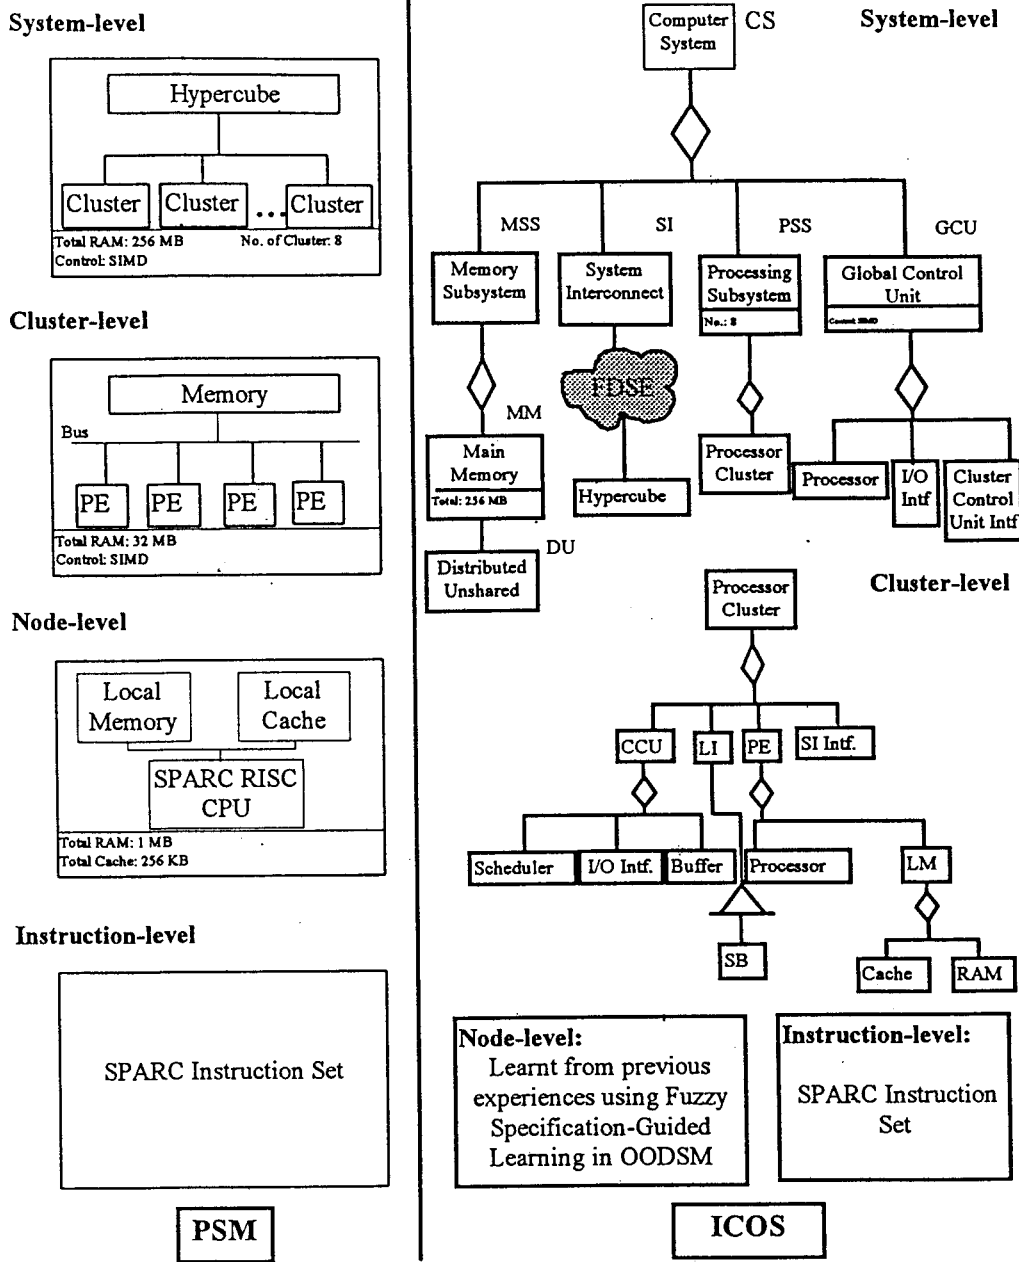 System-level
Hypercube
Cluster
Cluster
...
Cluster
Total RAM: 256 MB
No. of Cluster: 8
Control: SIMD
Cluster-level
Memory
Bus
PE
PE
PE
PE
Total RAM: 32 MB
Control: SIMD
Node-level
Local
Memory
Local
Cache
SPARC RISC
CPU
Total RAM: 1 MB
Total Cache: 256 KB
Instruction-level
SPARC Instruction Set
PSM
Computer
System
CS
System-level
MSS
SI
PSS
GCU
Memory
Subsystem
System
Interconnect
Processing
Subsystem
No.: 8
Global Control
Unit
Control: SIMD
FDSE
MM
Main
Memory
Total: 256 MB
Hypercube
Processor
Cluster
Processor
I/O
Intf
Cluster
Control
Unit Intf
DU
Distributed
Unshared
Cluster-level
Processor
Cluster
CCU
LI
PE
SI Intf.
Scheduler
I/O Intf.
Buffer
Processor
LM
SB
Cache
RAM
Node-level:
Learnt from previous
experiences using Fuzzy
Specification-Guided
Learning in OODSM
Instruction-level:
SPARC Instruction
Set
ICOS